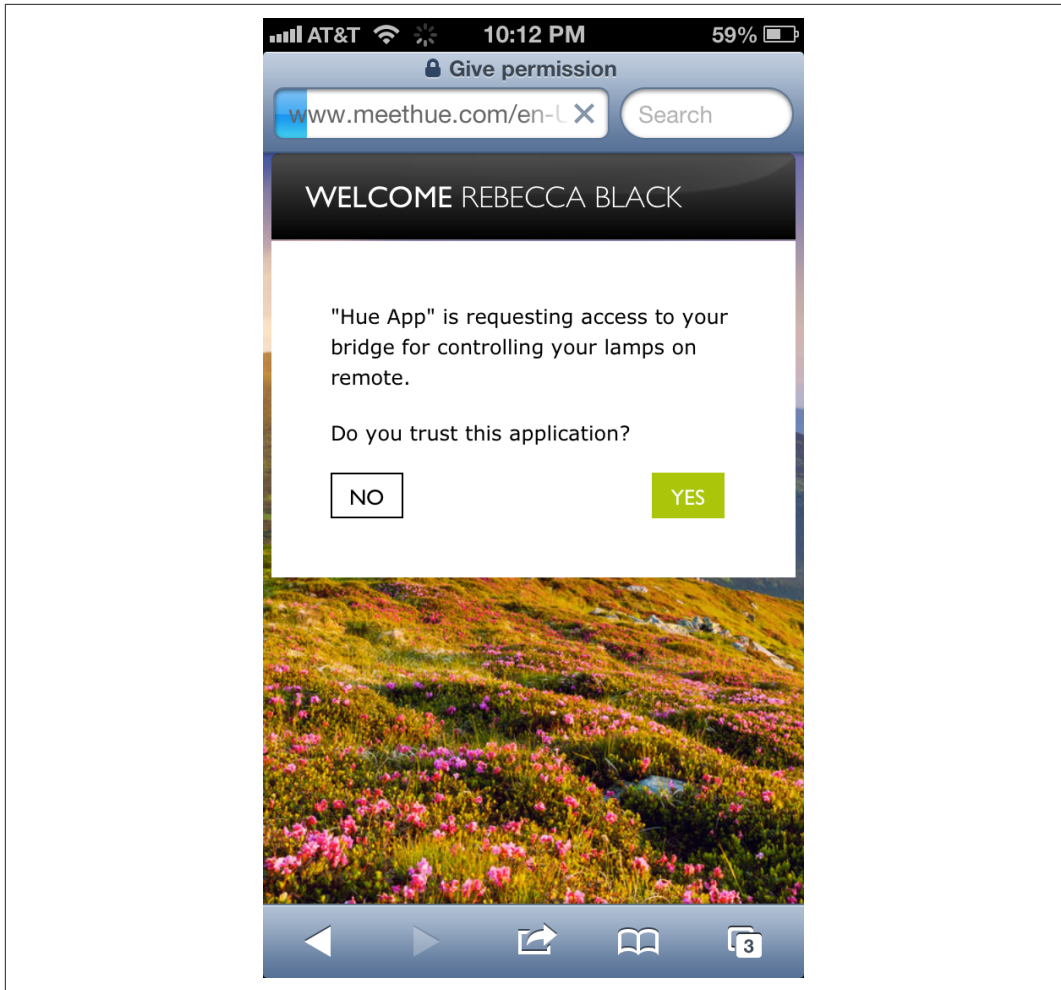 AT&T 10:12 PM 59%
Give permission
www.meethue.com/en-U Search
WELCOME REBECCA BLACK
"Hue App" is requesting access to your
bridge for controlling your lamps on
remote.
Do you trust this application?
NO YES
3